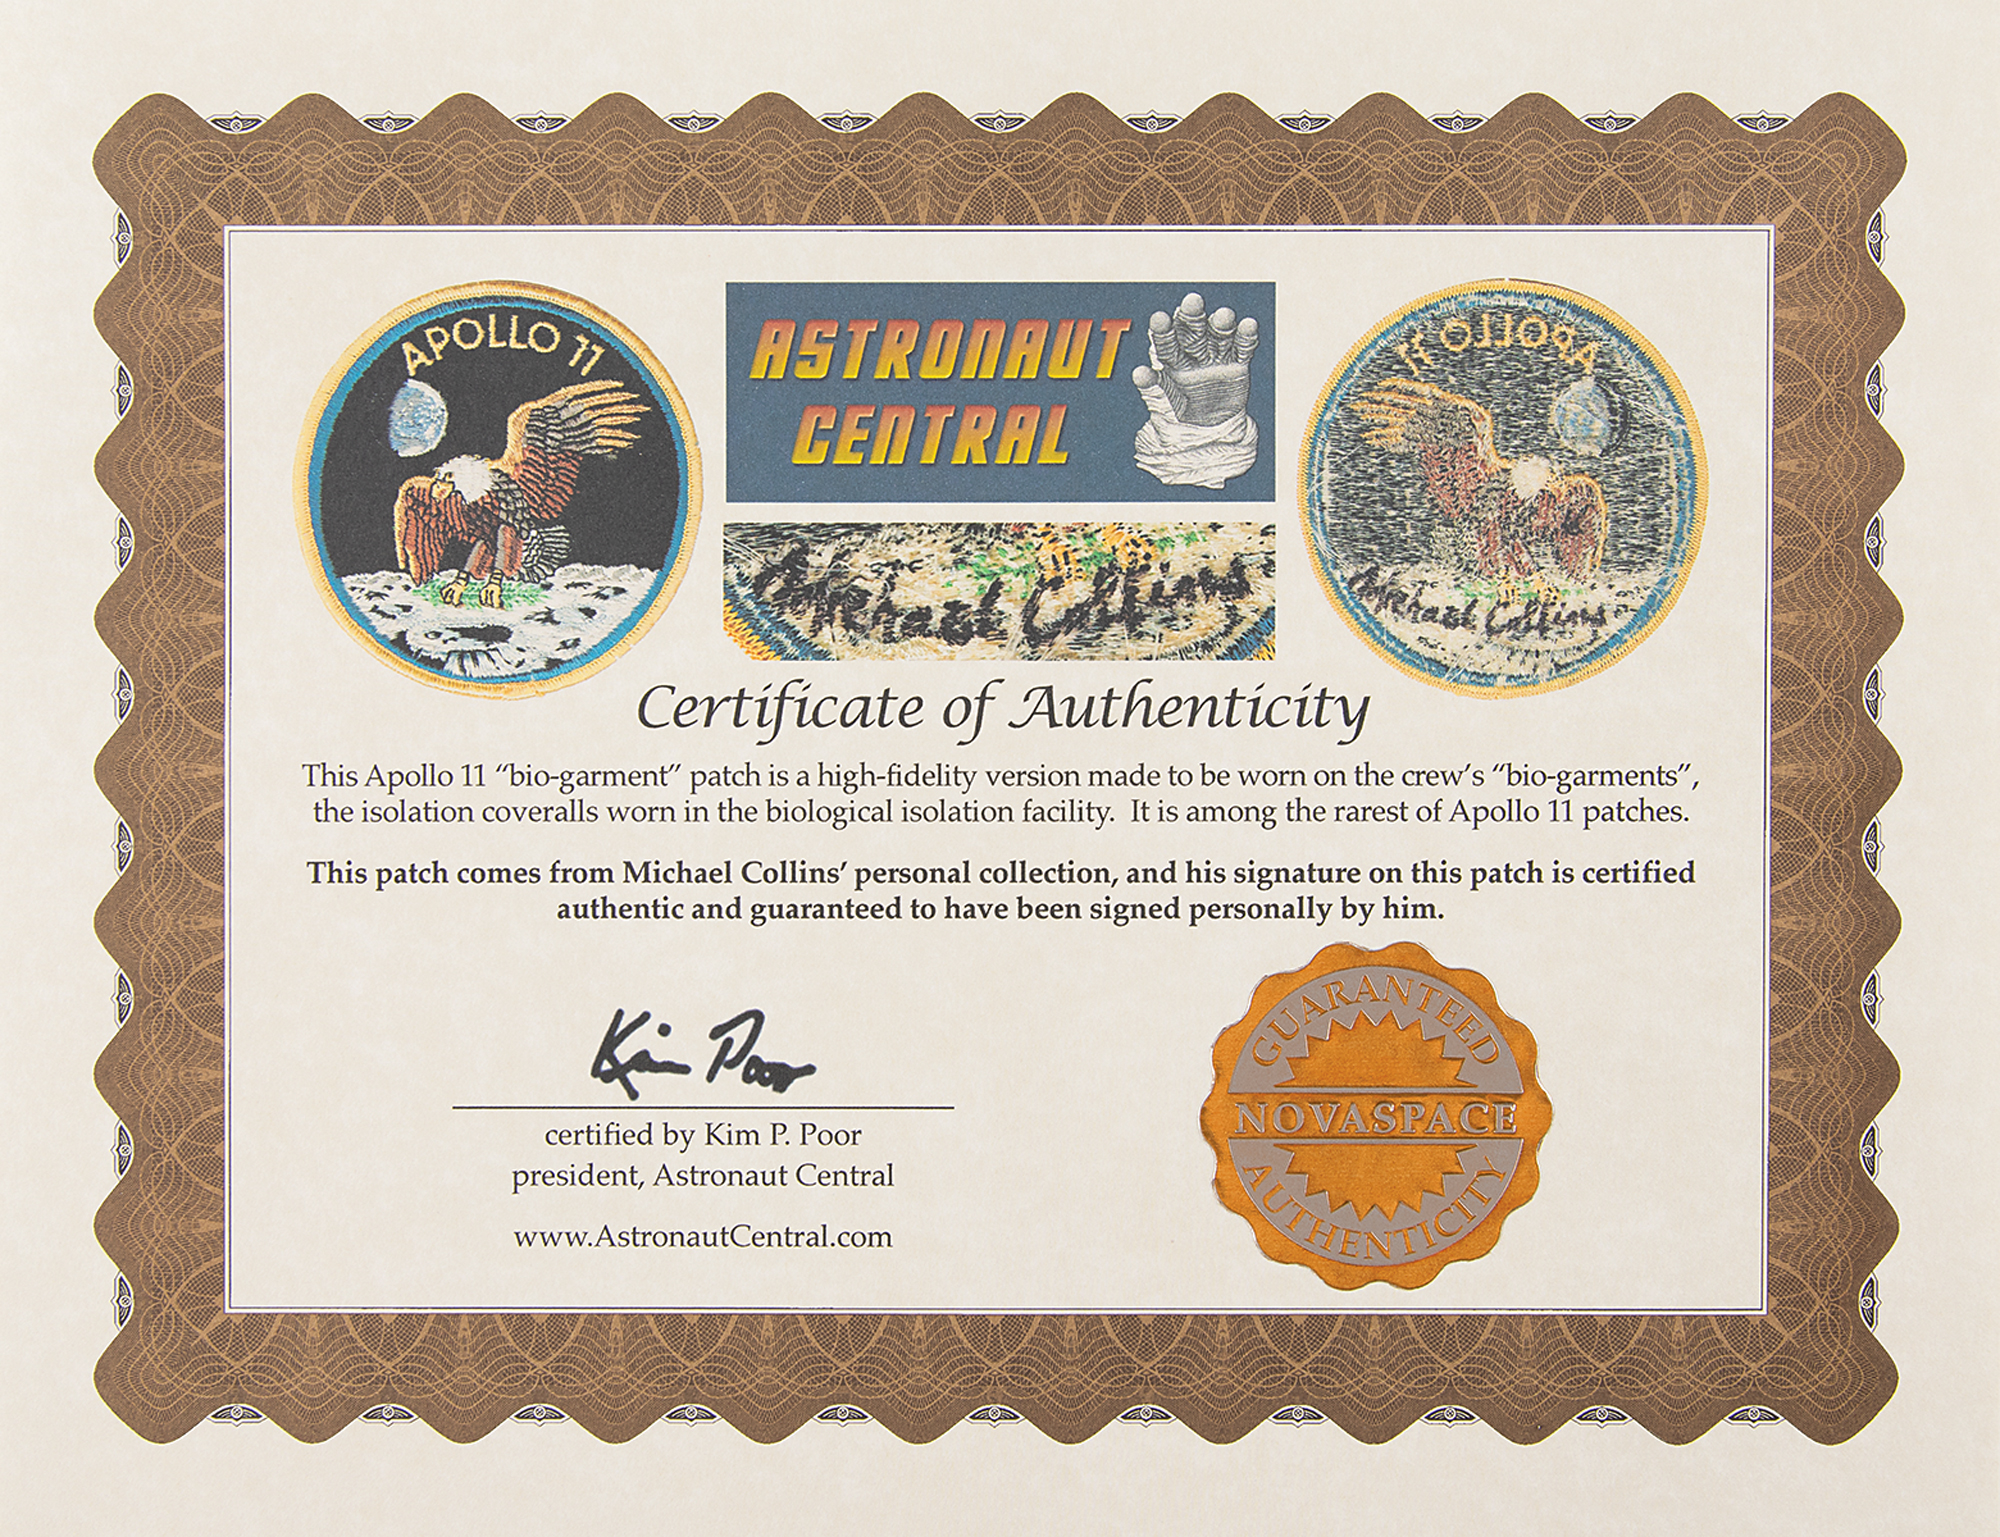 APOLLO 11
ASTRONAUT
CENTRAL
APOLLO 11
Michael Collins
Michael Collins
Certificate of Authenticity
This Apollo 11 “bio-garment” patch is a high-fidelity version made to be worn on the crew’s “bio-garments”,
the isolation coveralls worn in the biological isolation facility.  It is among the rarest of Apollo 11 patches.
This patch comes from Michael Collins’ personal collection, and his signature on this patch is certified
authentic and guaranteed to have been signed personally by him.
Kim Poor
certified by Kim P. Poor
president, Astronaut Central
www.AstronautCentral.com
GUARANTEED
NOVASPACE
AUTHENTICITY